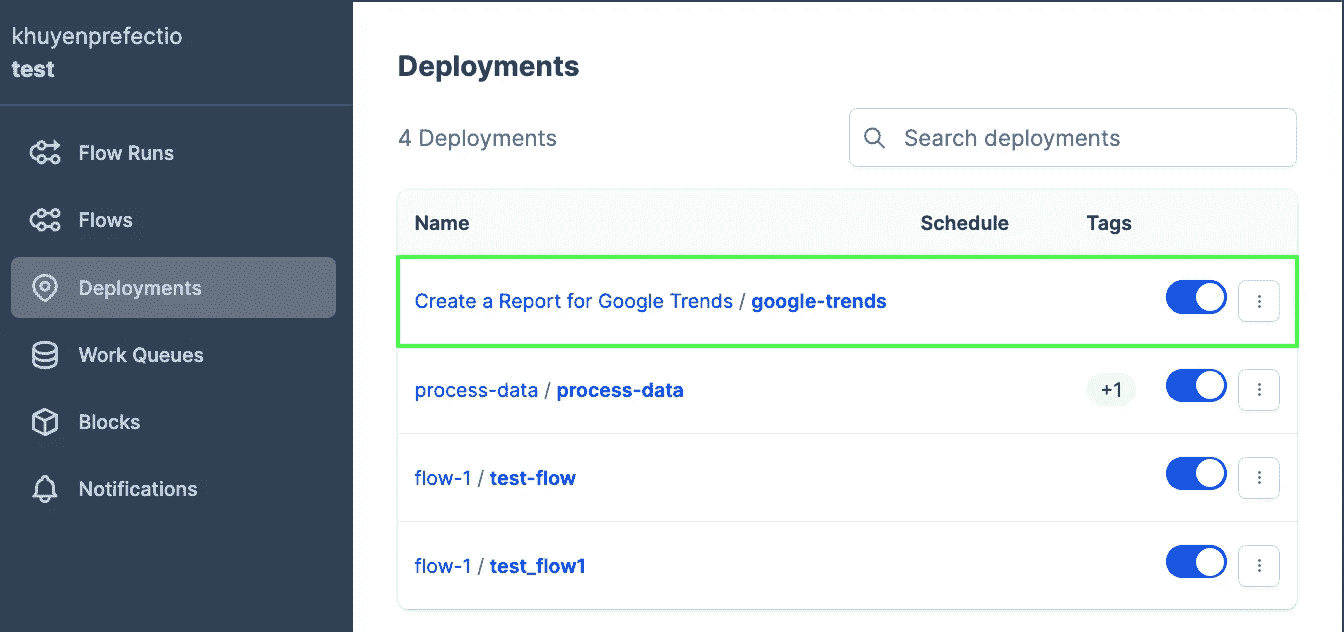 khuyenprefectio
test
Flow Runs
Flows
Deployments
Work Queues
Blocks
Notifications
Deployments
4 Deployments
Search deployments
Name Schedule Tags
Create a Report for Google Trends / google-trends
process-data / process-data +1
flow-1 / test-flow
flow-1 / test_flow1